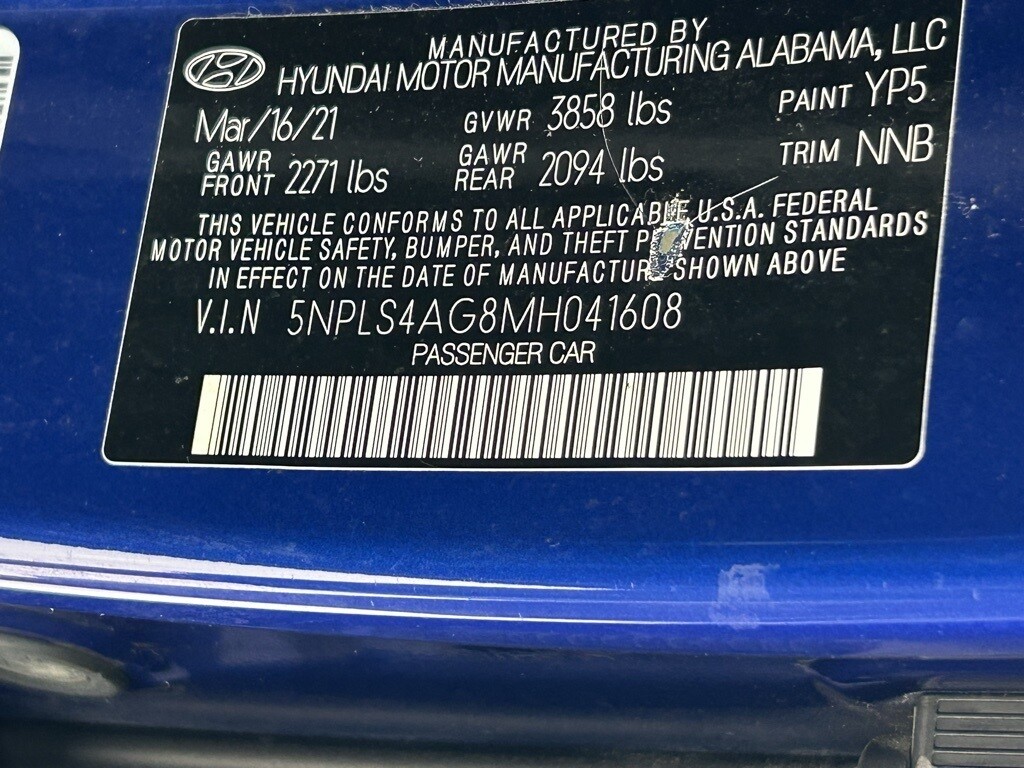 MANUFACTURED BY
HYUNDAI MOTOR MANUFACTURING ALABAMA, LLC
Mar/16/21 GVWR 3858 lbs PAINT YP5
GAWR FRONT 2271 lbs GAWR REAR 2094 lbs TRIM NNB
THIS VEHICLE CONFORMS TO ALL APPLICABLE U.S.A. FEDERAL
MOTOR VEHICLE SAFETY, BUMPER, AND THEFT P VENTION STANDARDS
IN EFFECT ON THE DATE OF MANUFACTUR SHOWN ABOVE
V.I.N 5NPLS4AG8MH041608
PASSENGER CAR